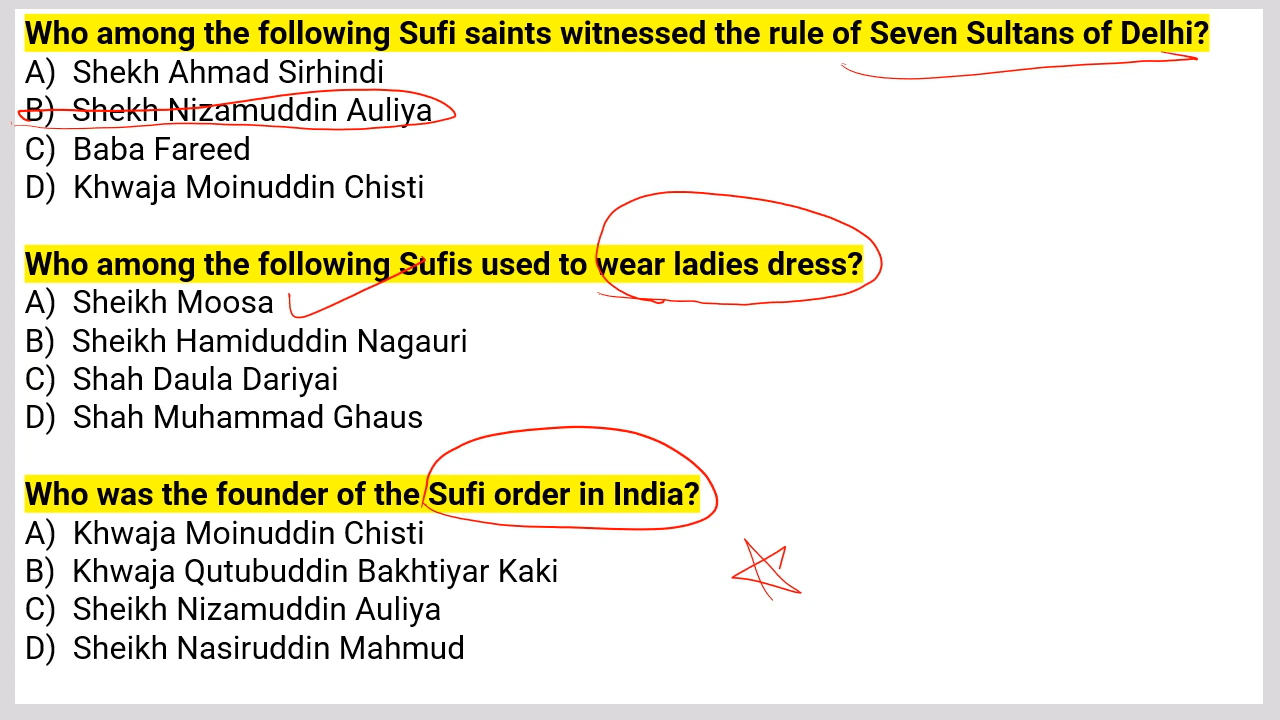 Who among the following Sufi saints witnessed the rule of Seven Sultans of Delhi?
A) Shekh Ahmad Sirhindi
B) Shekh Nizamuddin Auliya
C) Baba Fareed
D) Khwaja Moinuddin Chisti
Who among the following Sufis used to wear ladies dress?
A) Sheikh Moosa
B) Sheikh Hamiduddin Nagauri
C) Shah Daula Dariyai
D) Shah Muhammad Ghaus
Who was the founder of the Sufi order in India?
A) Khwaja Moinuddin Chisti
B) Khwaja Qutubuddin Bakhtiyar Kaki
C) Sheikh Nizamuddin Auliya
D) Sheikh Nasiruddin Mahmud